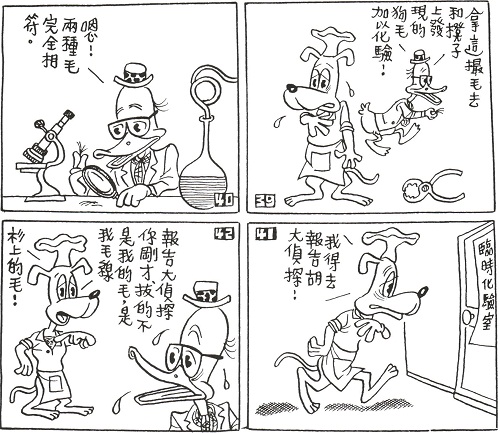 拿這撮毛去
和櫈子
上發
現的
狗毛
加以化驗!
39
嗯!
兩種毛
完全相
符。
40
臨時化驗室
我得去
報告胡
大偵探!
41
報告大偵探
你剛才拔的不
是我的毛!是
我毛線
衫上的毛!
42